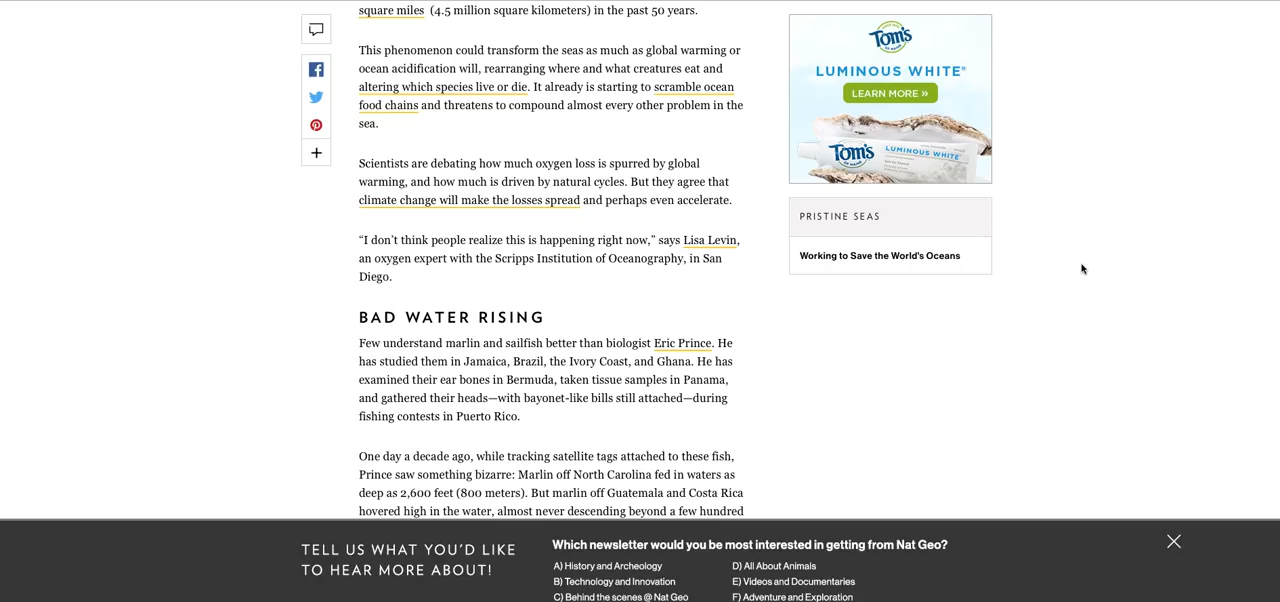 square miles (4.5 million square kilometers) in the past 50 years.
This phenomenon could transform the seas as much as global warming or
ocean acidification will, rearranging where and what creatures eat and
altering which species live or die. It already is starting to scramble ocean
food chains and threatens to compound almost every other problem in the
sea.
Scientists are debating how much oxygen loss is spurred by global
warming, and how much is driven by natural cycles. But they agree that
climate change will make the losses spread and perhaps even accelerate.
“I don’t think people realize this is happening right now,” says Lisa Levin,
an oxygen expert with the Scripps Institution of Oceanography, in San
Diego.
BAD WATER RISING
Few understand marlin and sailfish better than biologist Eric Prince. He
has studied them in Jamaica, Brazil, the Ivory Coast, and Ghana. He has
examined their ear bones in Bermuda, taken tissue samples in Panama,
and gathered their heads—with bayonet-like bills still attached—during
fishing contests in Puerto Rico.
One day a decade ago, while tracking satellite tags attached to these fish,
Prince saw something bizarre: Marlin off North Carolina fed in waters as
deep as 2,600 feet (800 meters). But marlin off Guatemala and Costa Rica
hovered high in the water, almost never descending beyond a few hundred
Tom's
OF MAINE
LUMINOUS WHITE®
LEARN MORE »
Tom's
OF MAINE
LUMINOUS WHITE
PRISTINE SEAS
Working to Save the World's Oceans
TELL US WHAT YOU’D LIKE
TO HEAR MORE ABOUT!
Which newsletter would you be most interested in getting from Nat Geo?
A) History and Archeology
B) Technology and Innovation
C) Behind the scenes @ Nat Geo
D) All About Animals
E) Videos and Documentaries
F) Adventure and Exploration